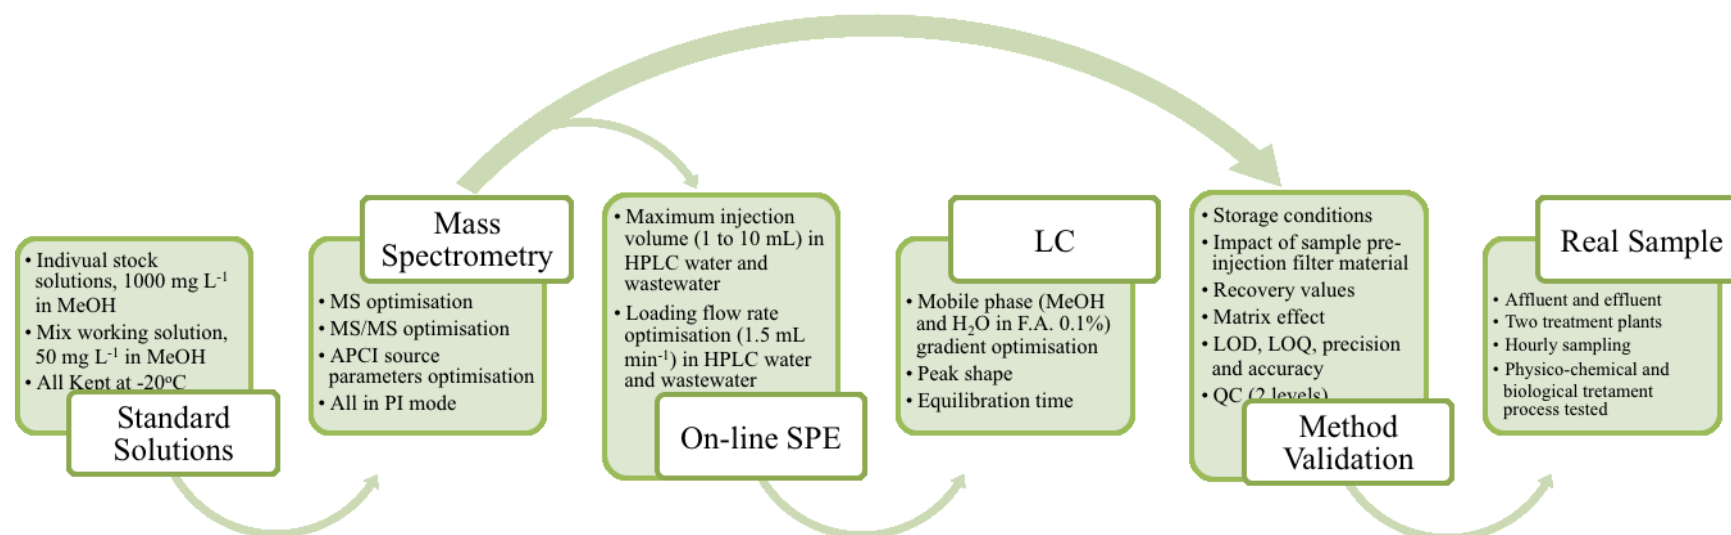 • Indivual stock
solutions, 1000 mg L-1
in MeOH
• Mix working solution,
50 mg L-1 in MeOH
• All Kept at -20oC
Standard
Solutions
Mass
Spectrometry
• MS optimisation
• MS/MS optimisation
• APCI source
parameters optimisation
• All in PI mode
• Maximum injection
volume (1 to 10 mL) in
HPLC water and
wastewater
• Loading flow rate
optimisation (1.5 mL
min-1) in HPLC water
and wastewater
On-line SPE
LC
• Mobile phase (MeOH
and H2O in F.A. 0.1%)
gradient optimisation
• Peak shape
• Equilibration time
• Storage conditions
• Impact of sample pre-
injection filter material
• Recovery values
• Matrix effect
• LOD, LOQ, precision
and accuracy
• QC (2 levels)
Method
Validation
Real Sample
• Affluent and effluent
• Two treatment plants
• Hourly sampling
• Physico-chemical and
biological tretament
process tested